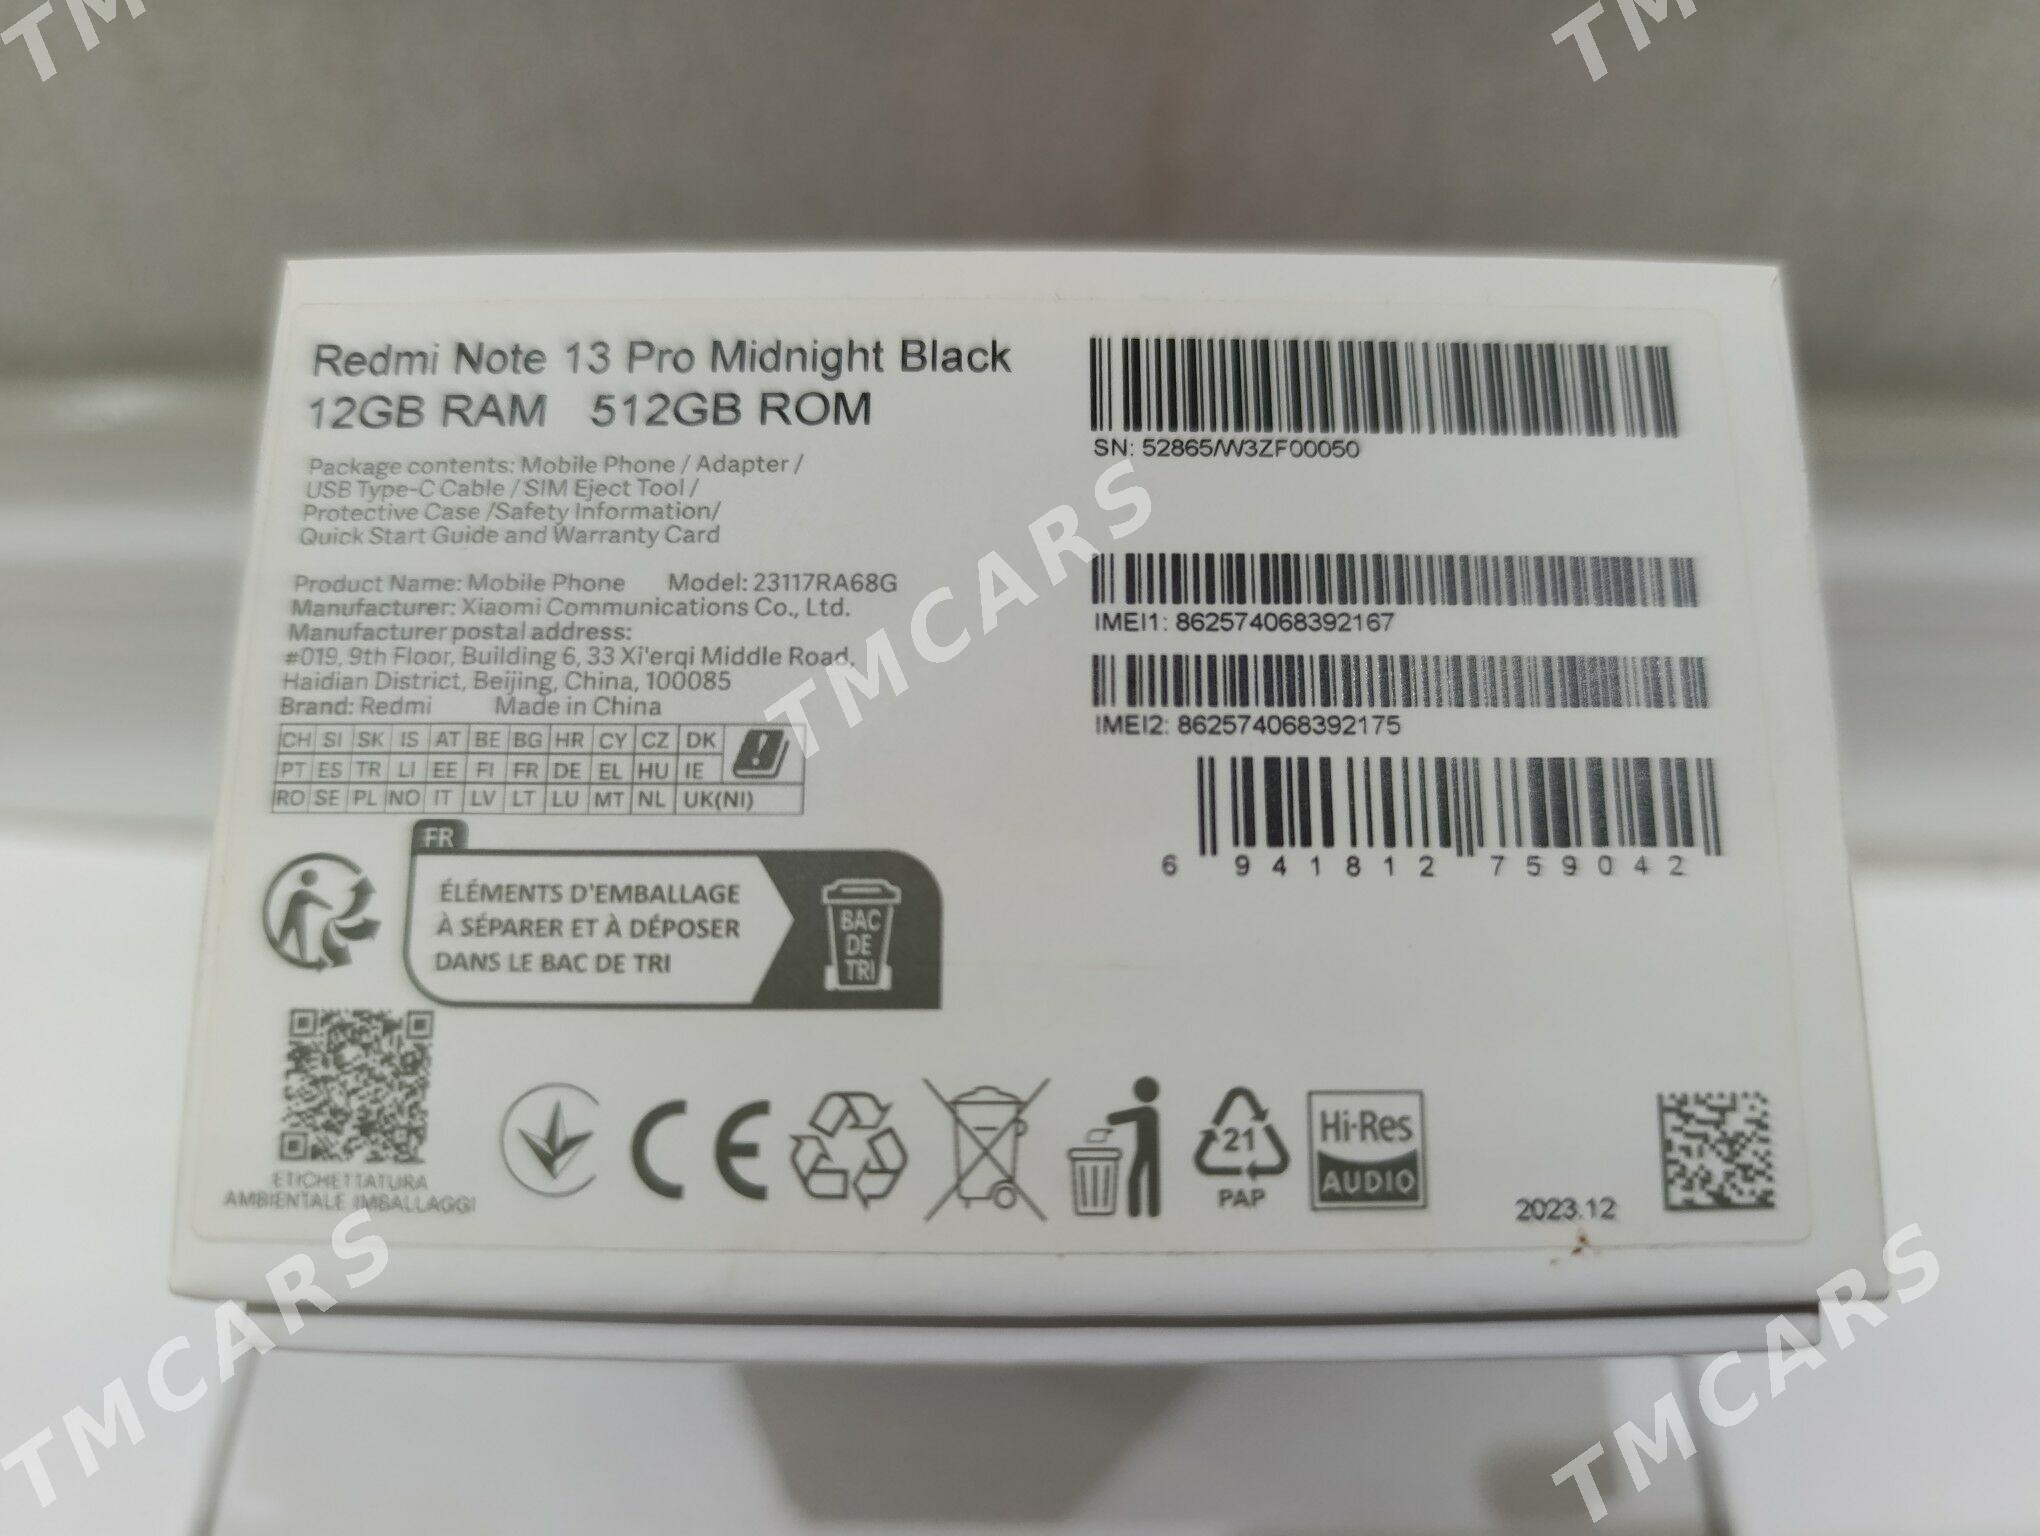 TMCARS
TMCARS
Redmi Note 13 Pro Midnight Black
12GB RAM 512GB ROM
Package contents: Mobile Phone / Adapter /
USB Type-C Cable / SIM Eject Tool /
Protective Case /Safety Information/
Quick Start Guide and Warranty Card
Product Name: Mobile Phone Model: 23117RA68G
Manufacturer: Xiaomi Communications Co., Ltd.
Manufacturer postal address:
#019, 9th Floor, Building 6, 33 Xi'erqi Middle Road,
Haidian District, Beijing, China, 100085
Brand: Redmi Made in China
CH SI SK IS AT BE BG HR CY CZ DK
PT ES TR LI EE FI FR DE EL HU IE
RO SE PL NO IT LV LT LU MT NL UK(NI)
SN: 52865/W3ZF00050
IMEI1: 862574068392167
IMEI2: 862574068392175
6 941812 759042
TMCARS
FR
ÉLÉMENTS D'EMBALLAGE
À SÉPARER ET À DÉPOSER
DANS LE BAC DE TRI
BAC
DE
TRI
ETICHETTATURA
AMBIENTALE IMBALLAGGI
CE
21
PAP
Hi-Res
AUDIO
2023.12
TMCARS
TMCARS